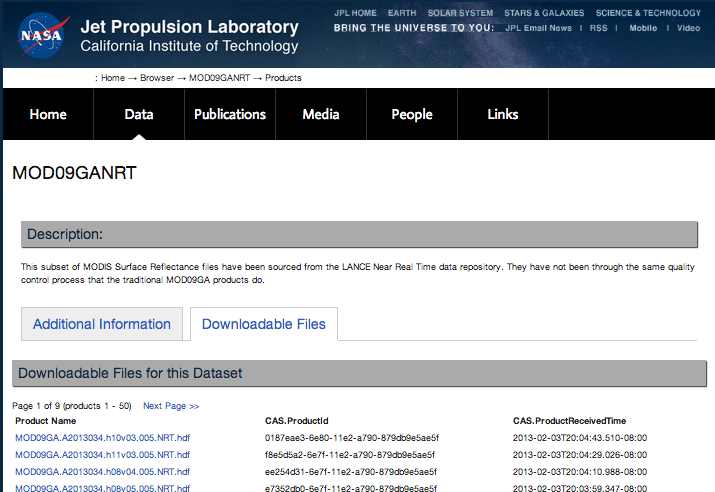 JPL HOME EARTH SOLAR SYSTEM STARS & GALAXIES SCIENCE & TECHNOLOGY
BRING THE UNIVERSE TO YOU: JPL Email News | RSS | Mobile | Video
NASA
Jet Propulsion Laboratory
California Institute of Technology
: Home → Browser → MOD09GANRT → Products
Home Data Publications Media People Links
MOD09GANRT
Description:
This subset of MODIS Surface Reflectance files have been sourced from the LANCE Near Real Time data repository. They have not been through the same quality
control process that the traditional MOD09GA products do.
Additional Information Downloadable Files
Downloadable Files for this Dataset
Page 1 of 9 (products 1 - 50) Next Page >>
Product Name CAS.ProductId CAS.ProductReceivedTime
MOD09GA.A2013034.h10v03.005.NRT.hdf 0187eae3-6e80-11e2-a790-879db9e5ae5f 2013-02-03T20:04:43.510-08:00
MOD09GA.A2013034.h11v03.005.NRT.hdf f8e5d5a2-6e7f-11e2-a790-879db9e5ae5f 2013-02-03T20:04:29.026-08:00
MOD09GA.A2013034.h08v04.005.NRT.hdf ee254d31-6e7f-11e2-a790-879db9e5ae5f 2013-02-03T20:04:10.988-08:00
MOD09GA.A2013034.h08v05.005.NRT.hdf e7352db0-6e7f-11e2-a790-879db9e5ae5f 2013-02-03T20:03:59.347-08:00